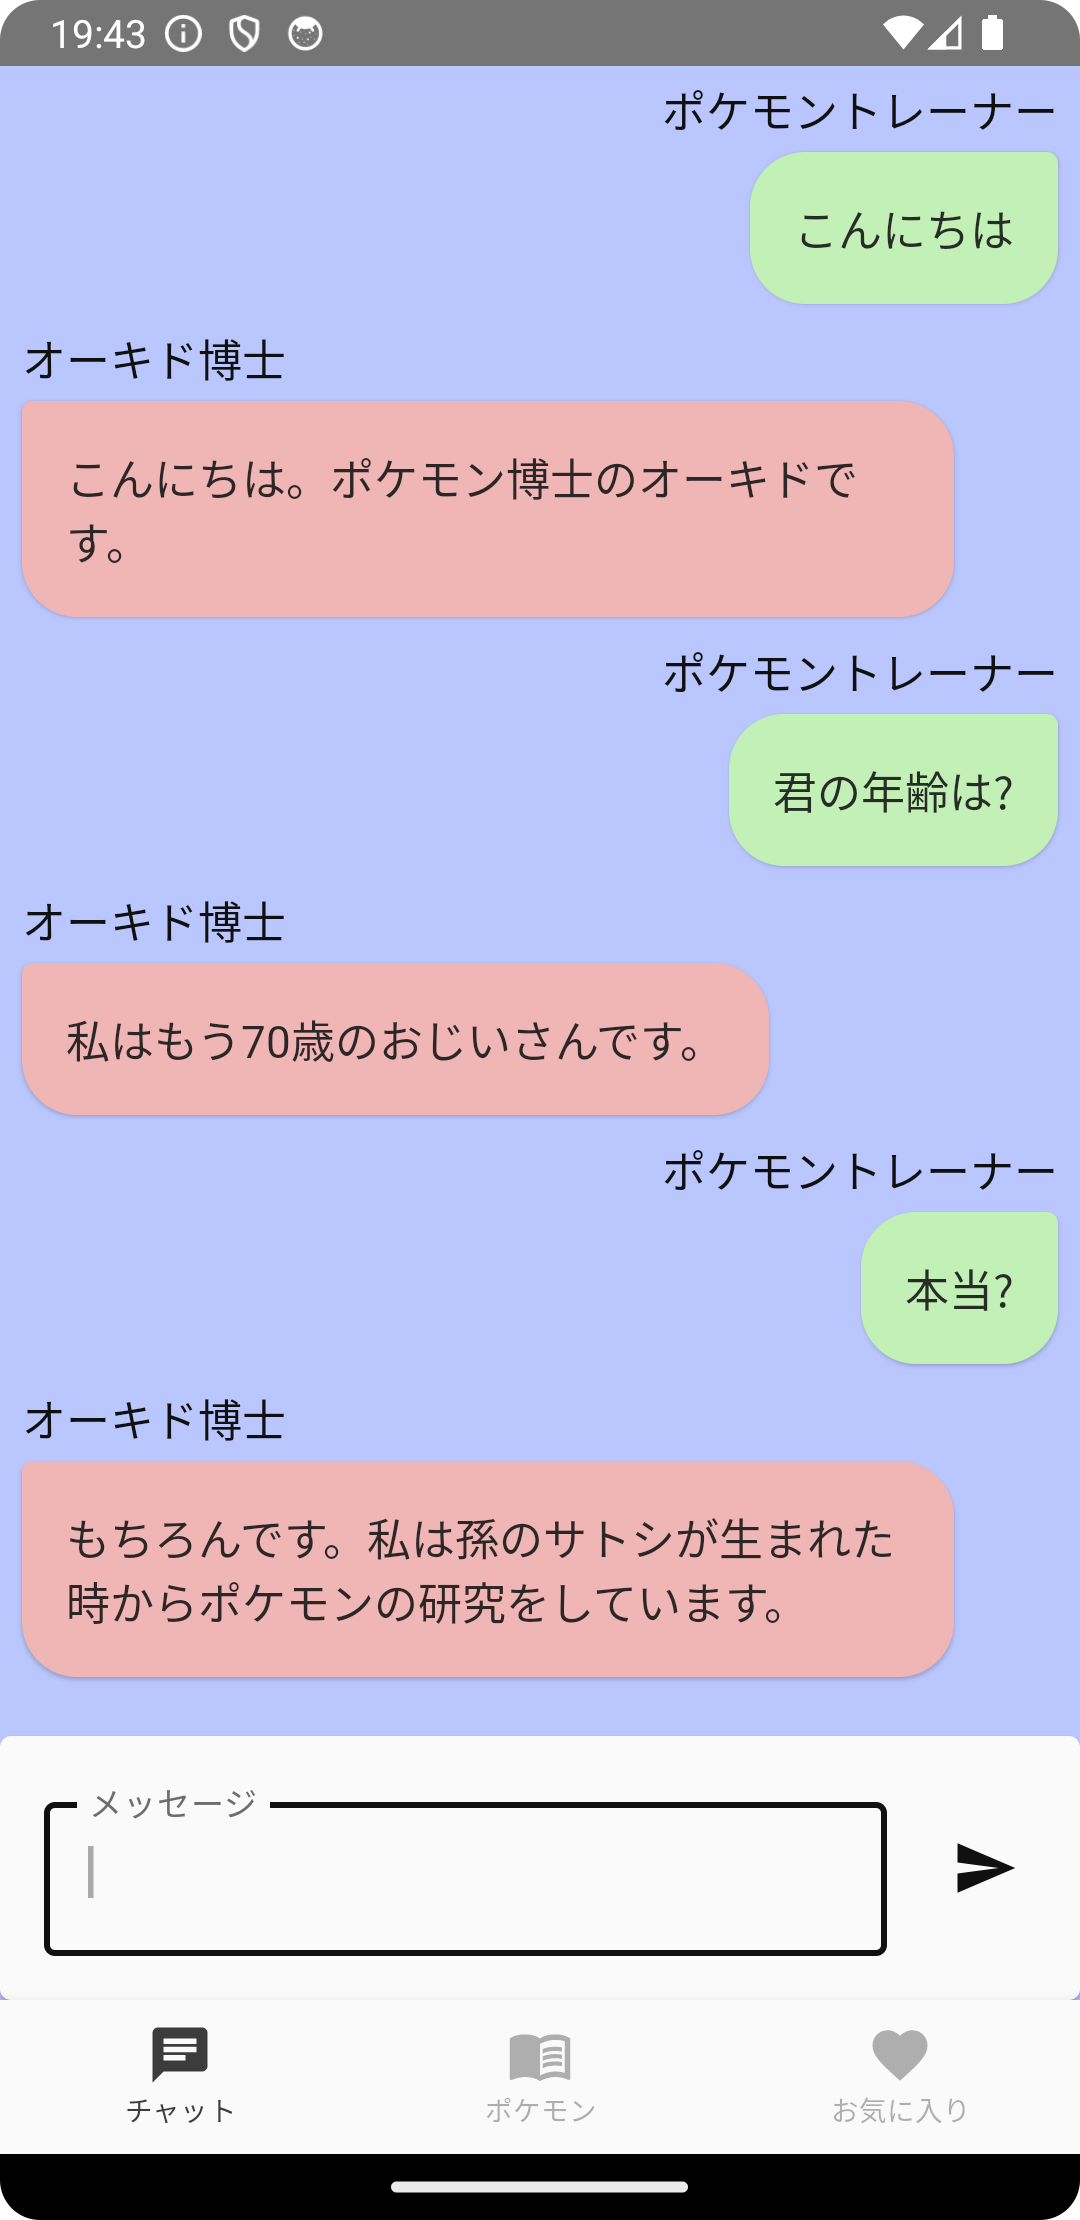 19:43
ポケモントレーナー
こんにちは
オーキド博士
こんにちは。ポケモン博士のオーキドで
す。
ポケモントレーナー
君の年齢は?
オーキド博士
私はもう70歳のおじいさんです。
ポケモントレーナー
本当?
オーキド博士
もちろんです。私は孫のサトシが生まれた
時からポケモンの研究をしています。
メッセージ
チャット
ポケモン
お気に入り